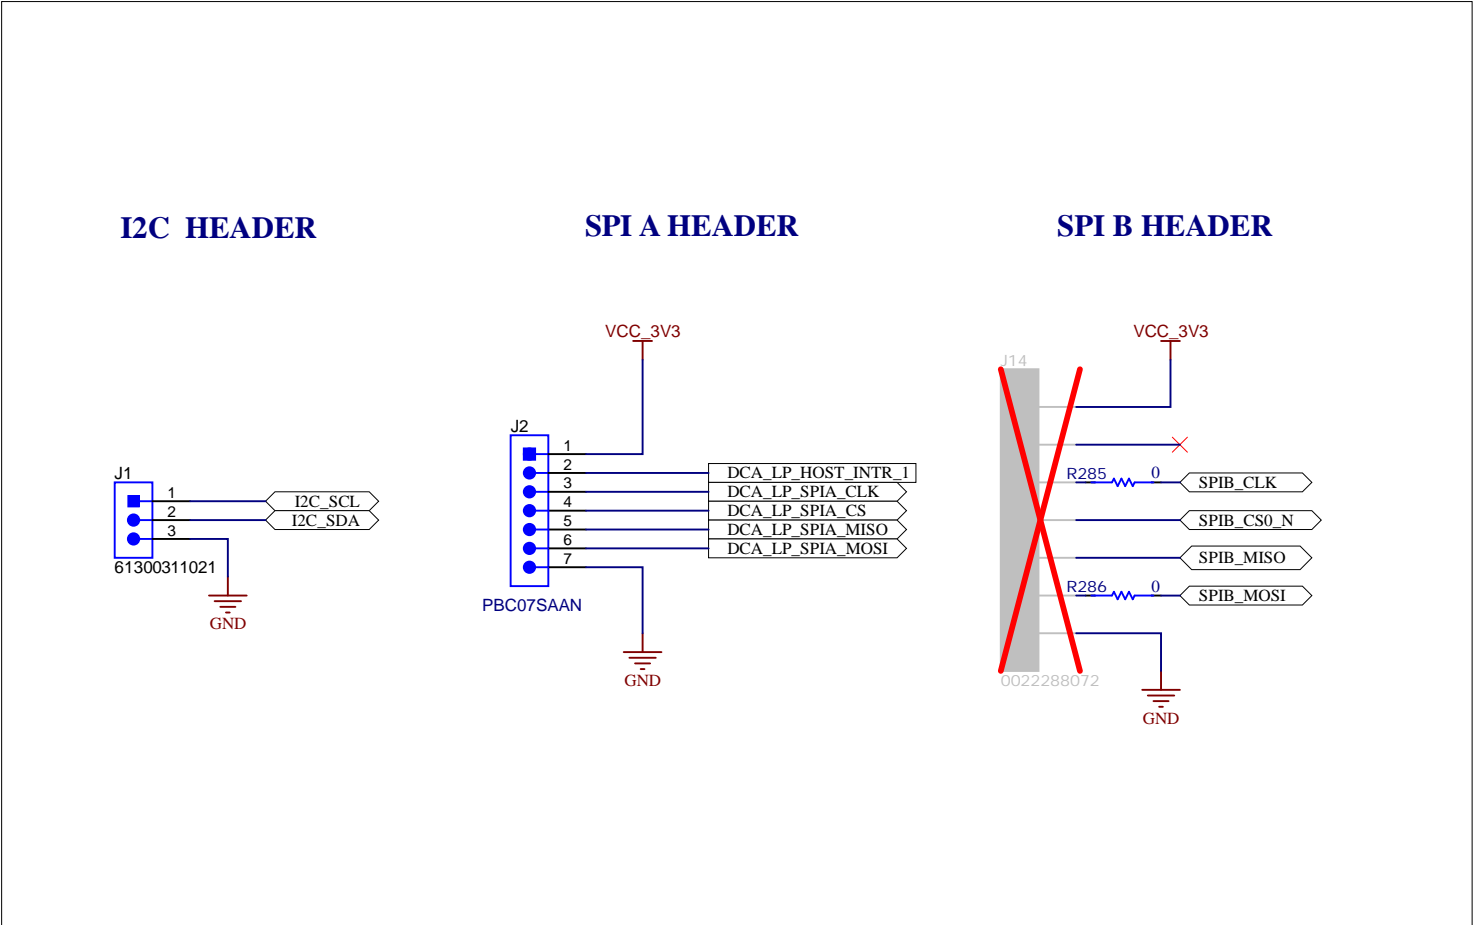 I2C HEADER
SPI A HEADER
SPI B HEADER
J1
1
2
3
I2C_SCL
I2C_SDA
61300311021
GND
VCC_3V3
J2
1
2
3
4
5
6
7
DCA_LP_HOST_INTR_1
DCA_LP_SPIA_CLK
DCA_LP_SPIA_CS
DCA_LP_SPIA_MISO
DCA_LP_SPIA_MOSI
PBC07SAAN
GND
VCC_3V3
J14
R285 0 SPIB_CLK
SPIB_CS0_N
SPIB_MISO
R286 0 SPIB_MOSI
0022288072
GND